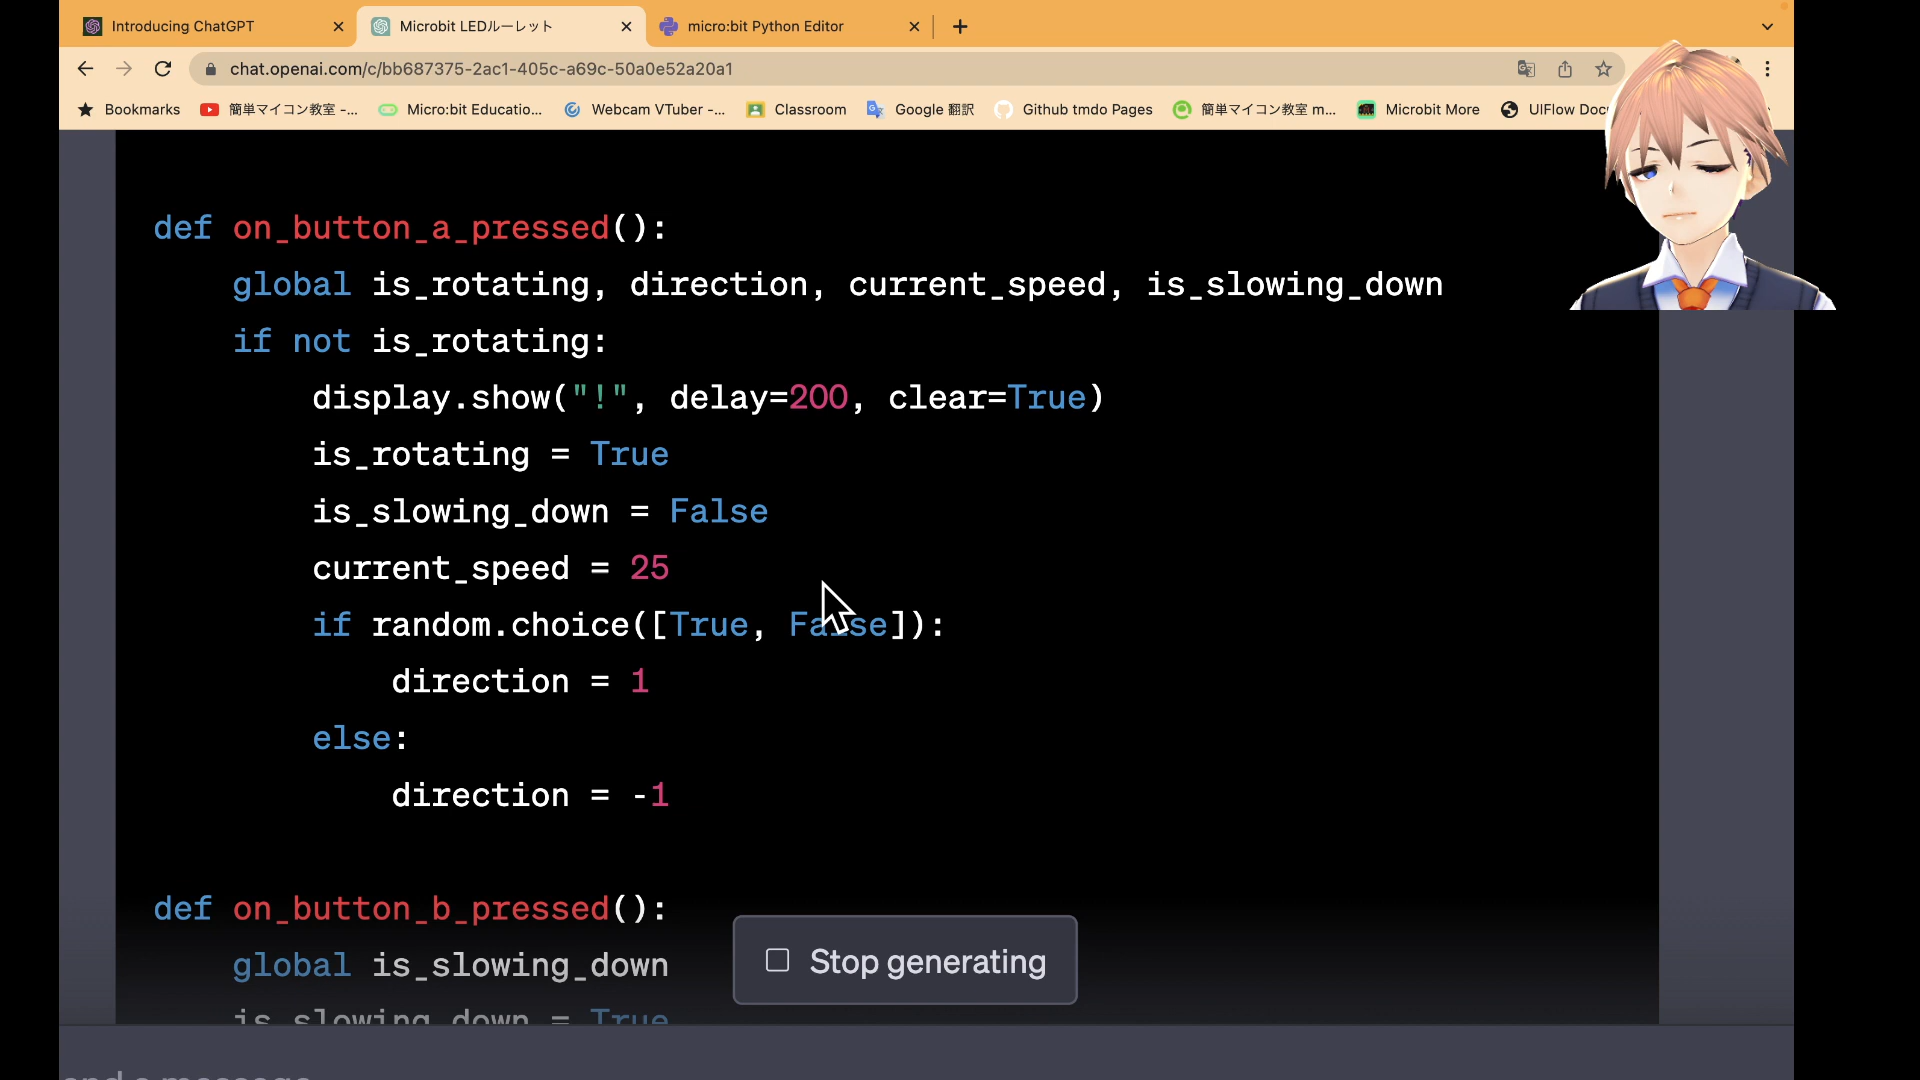 Introducing ChatGPT
Microbit LEDルーレット
micro:bit Python Editor
chat.openai.com/c/bb687375-2ac1-405c-a69c-50a0e52a20a1
Bookmarks
簡単マイコン教室 -...
Micro:bit Educatio...
Webcam VTuber -...
Classroom
Google 翻訳
Github tmdo Pages
簡単マイコン教室 m...
Microbit More
UIFlow Doc
def on_button_a_pressed():
global is_rotating, direction, current_speed, is_slowing_down
if not is_rotating:
display.show("!", delay=200, clear=True)
is_rotating = True
is_slowing_down = False
current_speed = 25
if random.choice([True, False]):
direction = 1
else:
direction = -1
def on_button_b_pressed():
global is_slowing_down
is_slowing_down = True
Stop generating